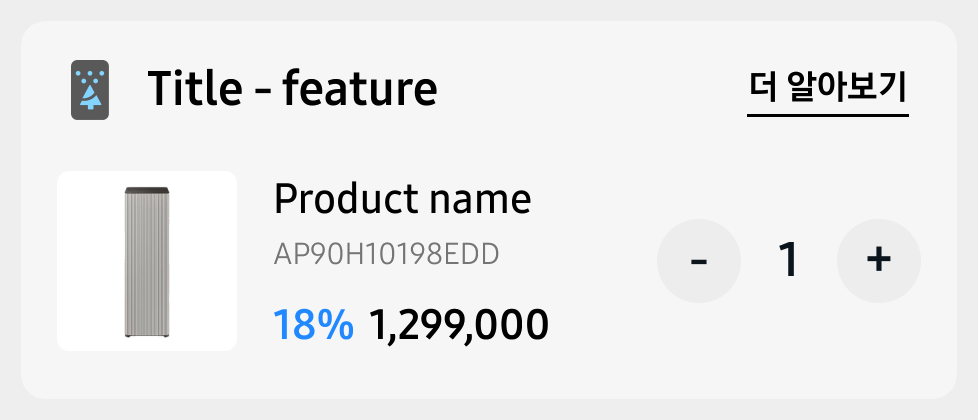 Title - feature
더 알아보기
Product name
AP90H10198EDD
- 1 +
18% 1,299,000